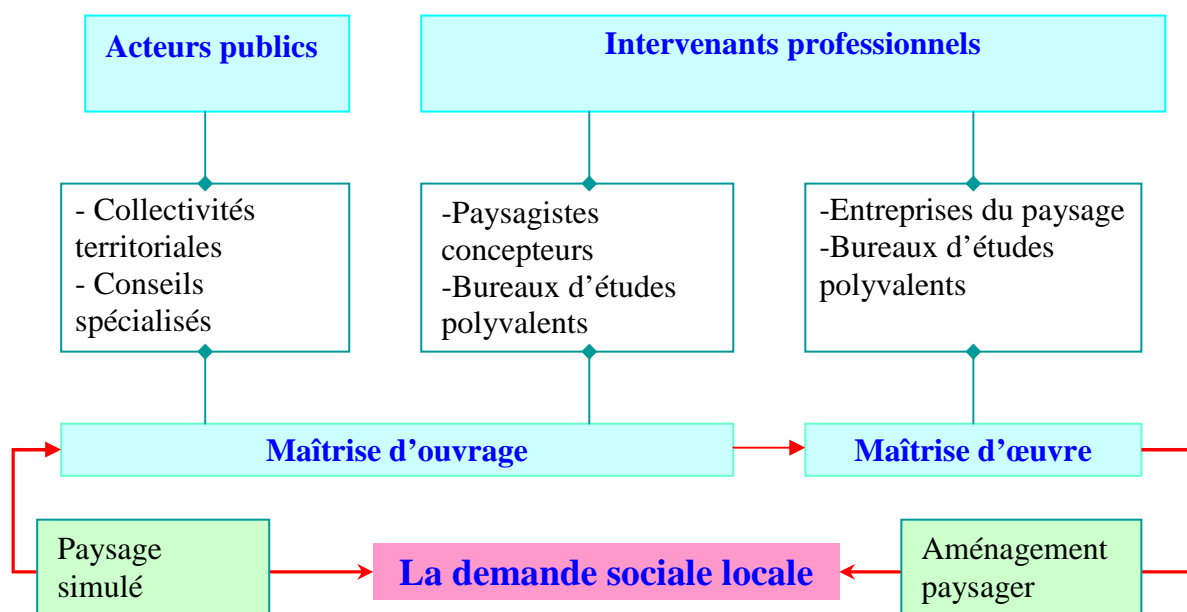 Acteurs publics
Intervenants professionnels
- Collectivités
territoriales
- Conseils
spécialisés
-Paysagistes
concepteurs
-Bureaux d’études
polyvalents
-Entreprises du paysage
-Bureaux d’études
polyvalents
Maîtrise d’ouvrage
Maîtrise d’œuvre
Paysage
simulé
La demande sociale locale
Aménagement
paysager